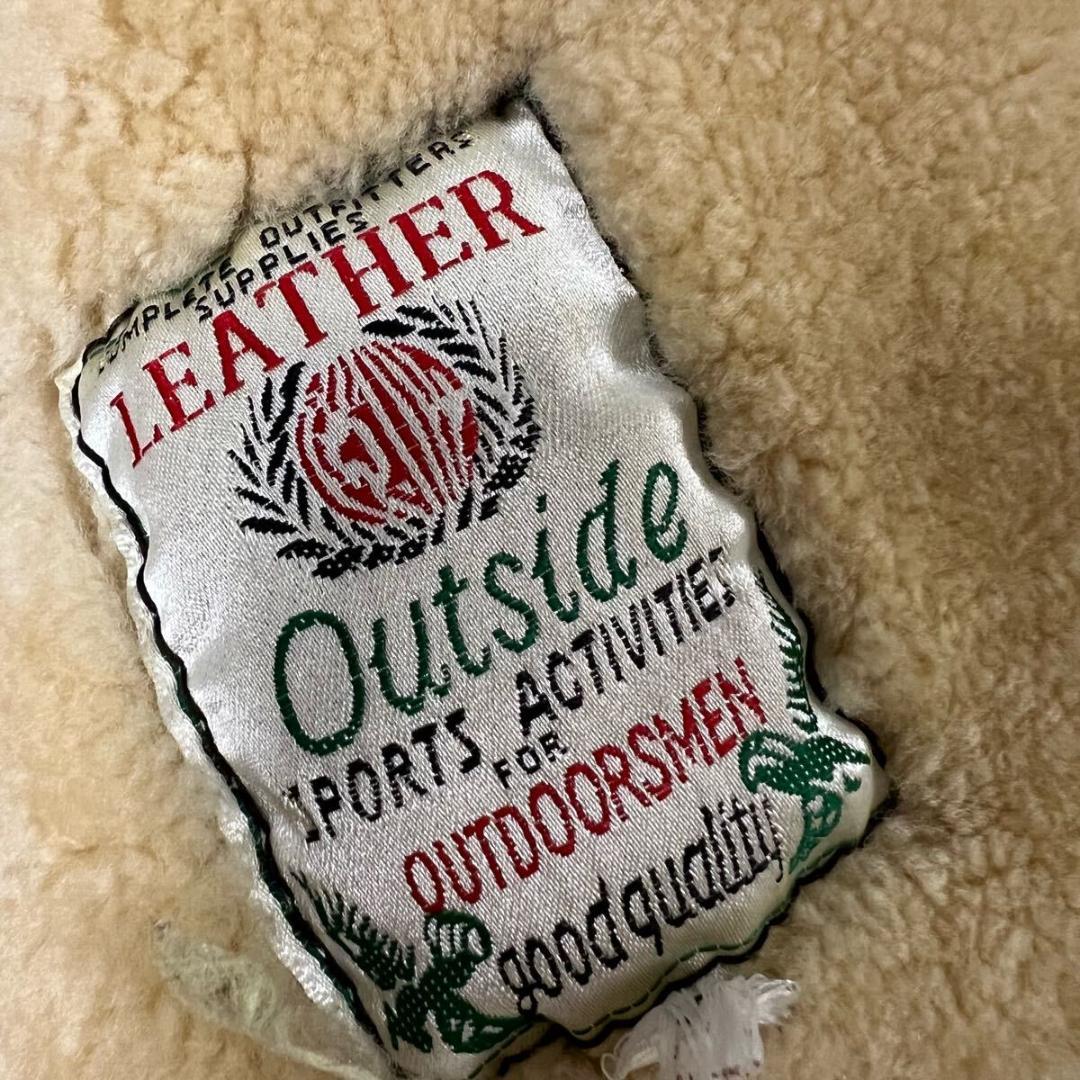 COMPLETE OUTFITTERS
SUPPLIES
LEATHER
Outside
SPORTS ACTIVITIES
FOR
OUTDOORSMEN
good quality